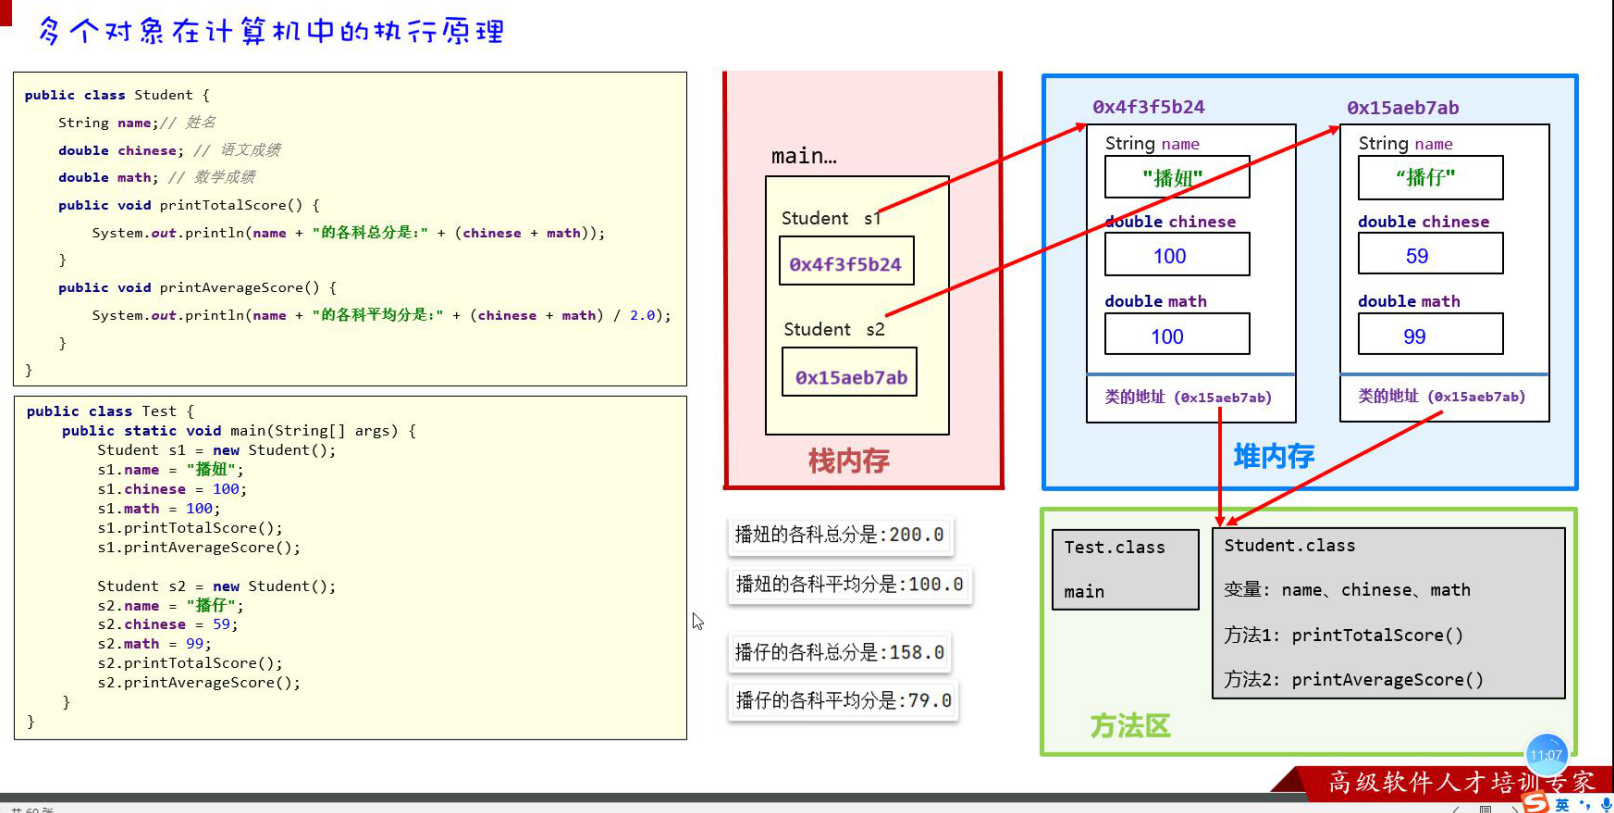 多个对象在计算机中的执行原理
public class Student {
String name;// 姓名
double chinese; // 语文成绩
double math; // 数学成绩
public void printTotalScore() {
System.out.println(name + "的各科总分是:" + (chinese + math));
}
public void printAverageScore() {
System.out.println(name + "的各科平均分是:" + (chinese + math) / 2.0);
}
}
public class Test {
public static void main(String[] args) {
Student s1 = new Student();
s1.name = "播妞";
s1.chinese = 100;
s1.math = 100;
s1.printTotalScore();
s1.printAverageScore();
Student s2 = new Student();
s2.name = "播仔";
s2.chinese = 59;
s2.math = 99;
s2.printTotalScore();
s2.printAverageScore();
}
}
main…
Student s1
0x4f3f5b24
Student s2
0x15aeb7ab
栈内存
播妞的各科总分是:200.0
播妞的各科平均分是:100.0
播仔的各科总分是:158.0
播仔的各科平均分是:79.0
0x4f3f5b24
String name
"播妞"
double chinese
100
double math
100
类的地址 (0x15aeb7ab)
0x15aeb7ab
String name
“播仔"
double chinese
59
double math
99
类的地址 (0x15aeb7ab)
堆内存
Test.class
main
Student.class
变量: name、chinese、math
方法1: printTotalScore()
方法2: printAverageScore()
方法区
11:07
高级软件人才培训专家
英